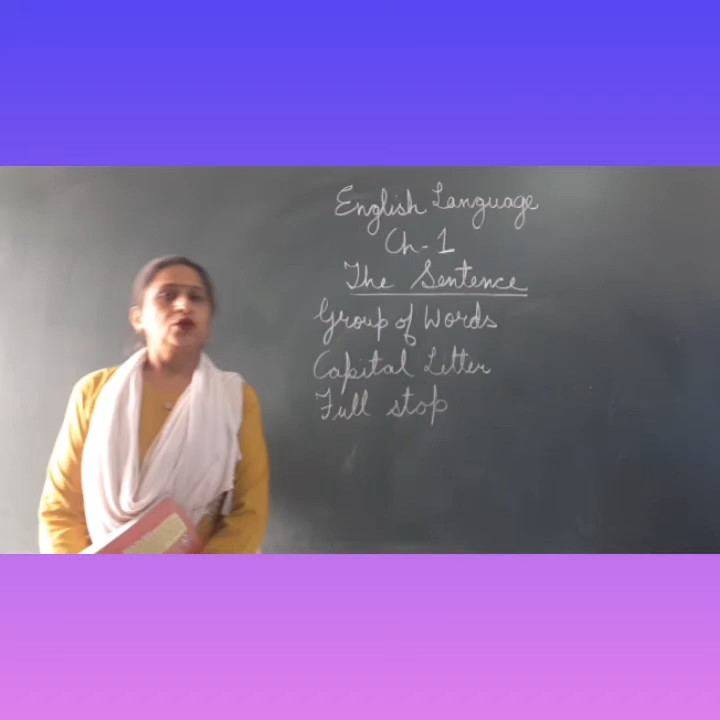 English Language
Ch-1
The Sentence
Group of Words
Capital Letter
Full stop